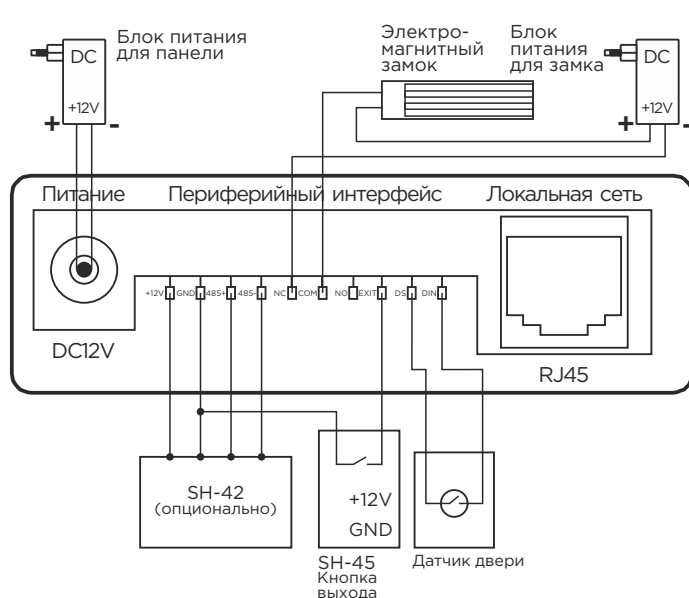 Блок питания
для панели
DC
+12V
+
-
Электро-
магнитный
замок
Блок
питания
для замка
DC
+12V
+
-
Питание
Периферийный интерфейс
Локальная сеть
+12V
GND
485+
485-
NC
COM
NO
EXIT
DS
DIN
DC12V
RJ45
SH-42
(опционально)
+12V
GND
SH-45
Кнопка
выхода
Датчик двери